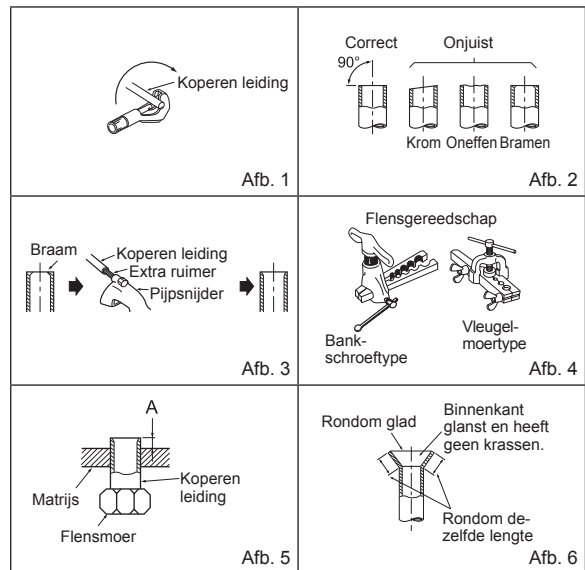 Koperen leiding
Afb. 1
Correct
Onjuist
90°
Krom Oneffen Bramen
Afb. 2
Braam
Koperen leiding
Extra ruimer
Pijpsnijder
Afb. 3
Flensgereedschap
Bank-
schroeftype
Vleugel-
moertype
Afb. 4
A
Koperen
leiding
Matrijs
Flensmoer
Afb. 5
Rondom glad
Binnenkant
glanst en heeft
geen krassen.
Rondom de-
zelfde lengte
Afb. 6